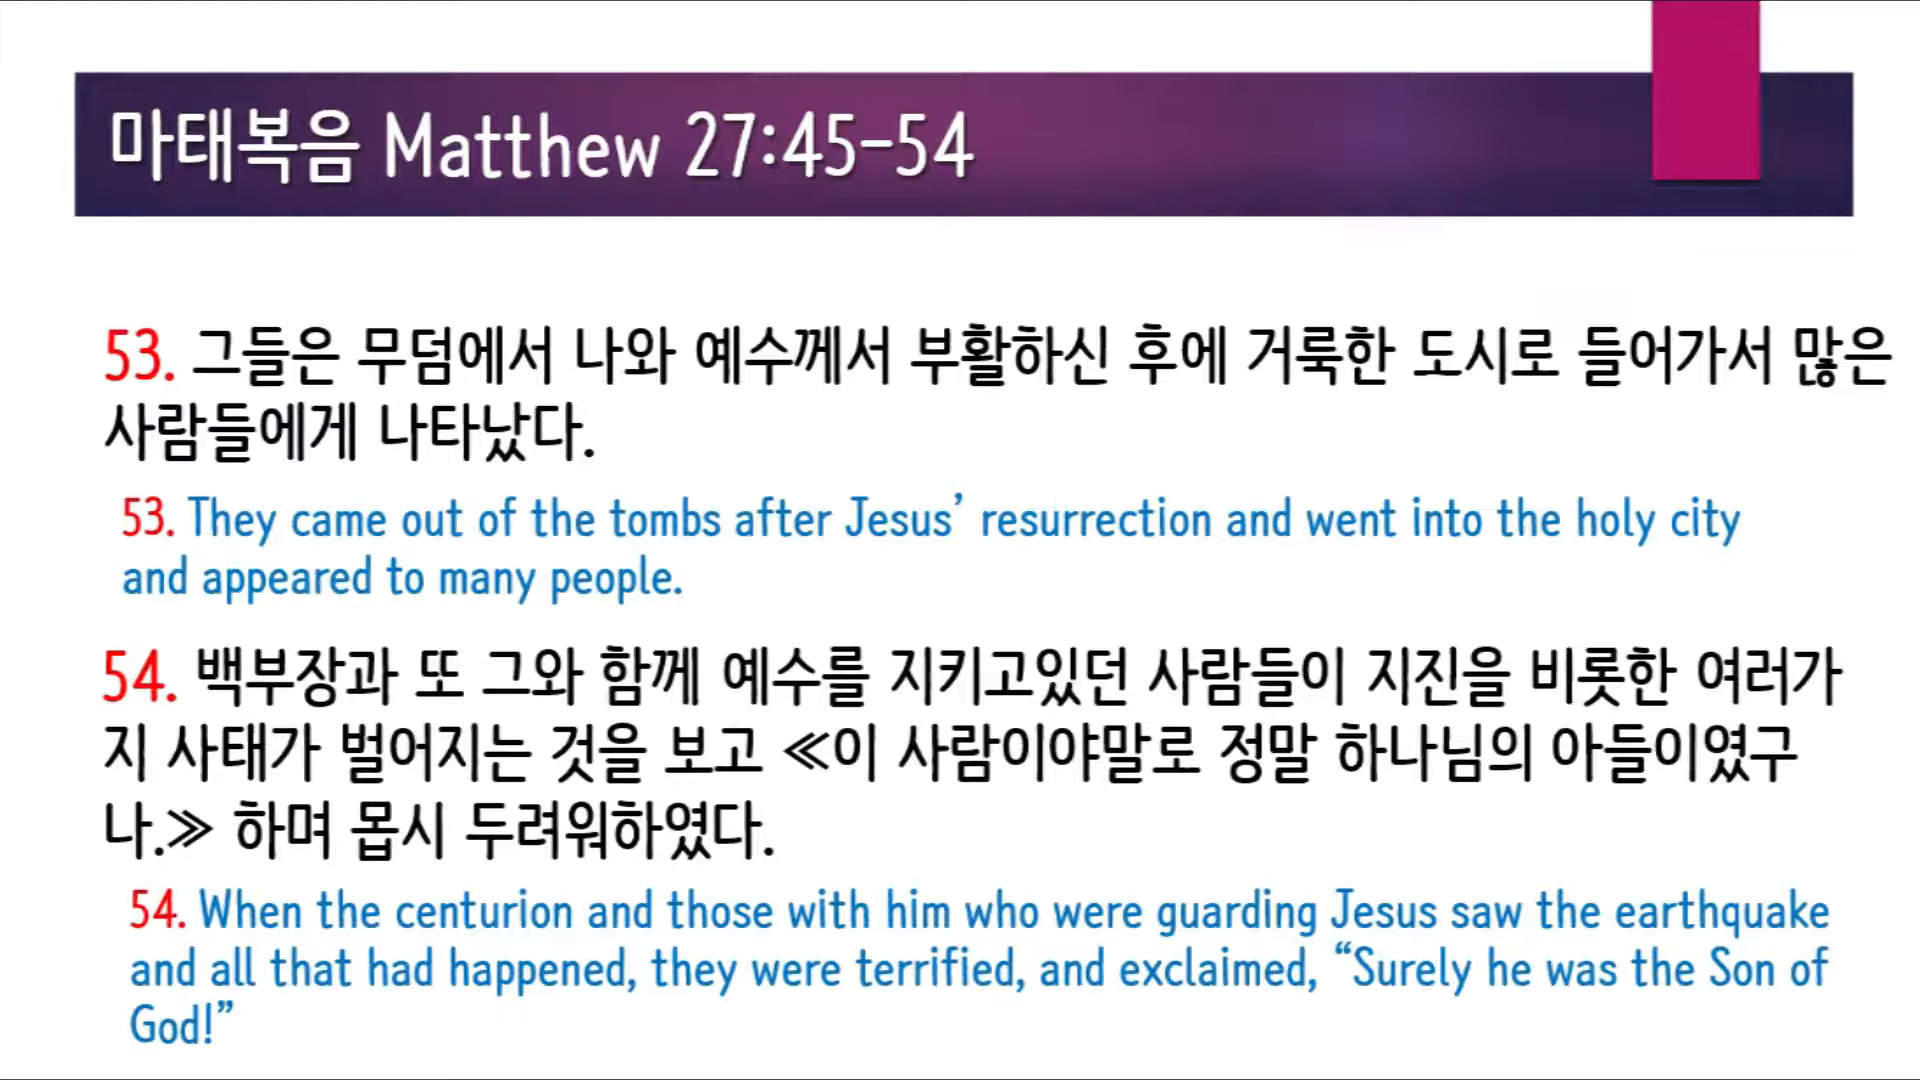 마태복음 Matthew 27:45-54
53. 그들은 무덤에서 나와 예수께서 부활하신 후에 거룩한 도시로 들어가서 많은
사람들에게 나타났다.
53. They came out of the tombs after Jesus’ resurrection and went into the holy city
and appeared to many people.
54. 백부장과 또 그와 함께 예수를 지키고있던 사람들이 지진을 비롯한 여러가
지 사태가 벌어지는 것을 보고 ≪이 사람이야말로 정말 하나님의 아들이였구
나.≫ 하며 몹시 두려워하였다.
54. When the centurion and those with him who were guarding Jesus saw the earthquake
and all that had happened, they were terrified, and exclaimed, “Surely he was the Son of
God!”